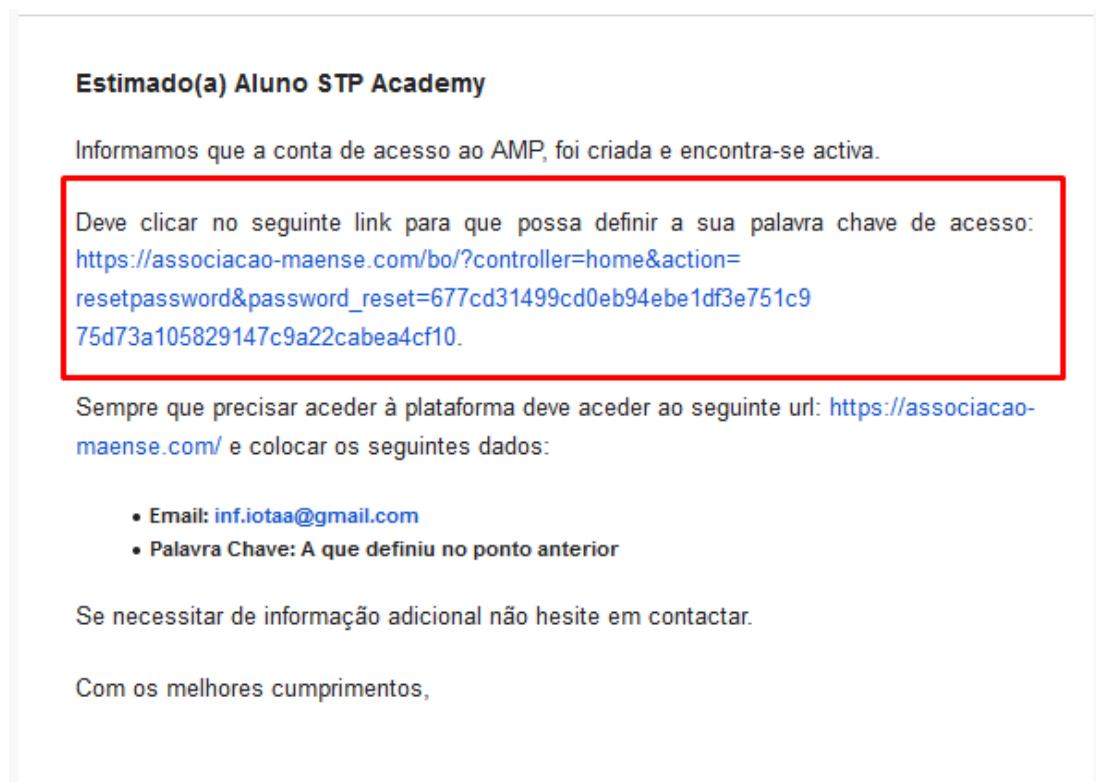 Estimado(a) Aluno STP Academy
Informamos que a conta de acesso ao AMP, foi criada e encontra-se activa.
Deve clicar no seguinte link para que possa definir a sua palavra chave de acesso:
https://associacao-maense.com/bo/?controller=home&action=
resetpassword&password_reset=677cd31499cd0eb94ebe1df3e751c9
75d73a105829147c9a22cabea4cf10.
Sempre que precisar aceder à plataforma deve aceder ao seguinte url: https://associacao-
maense.com/ e colocar os seguintes dados:
• Email: inf.iotaa@gmail.com
• Palavra Chave: A que definiu no ponto anterior
Se necessitar de informação adicional não hesite em contactar.
Com os melhores cumprimentos,